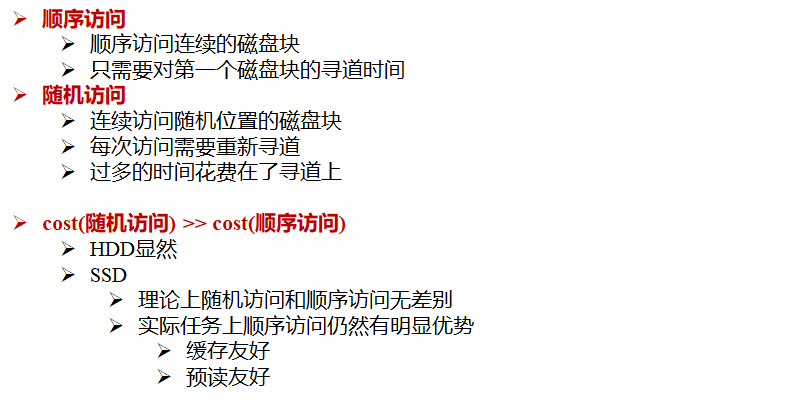 顺序访问
顺序访问连续的磁盘块
只需要对第一个磁盘块的寻道时间
随机访问
连续访问随机位置的磁盘块
每次访问需要重新寻道
过多的时间花费在了寻道上
cost(随机访问) >> cost(顺序访问)
HDD显然
SSD
理论上随机访问和顺序访问无差别
实际任务上顺序访问仍然有明显优势
缓存友好
预读友好